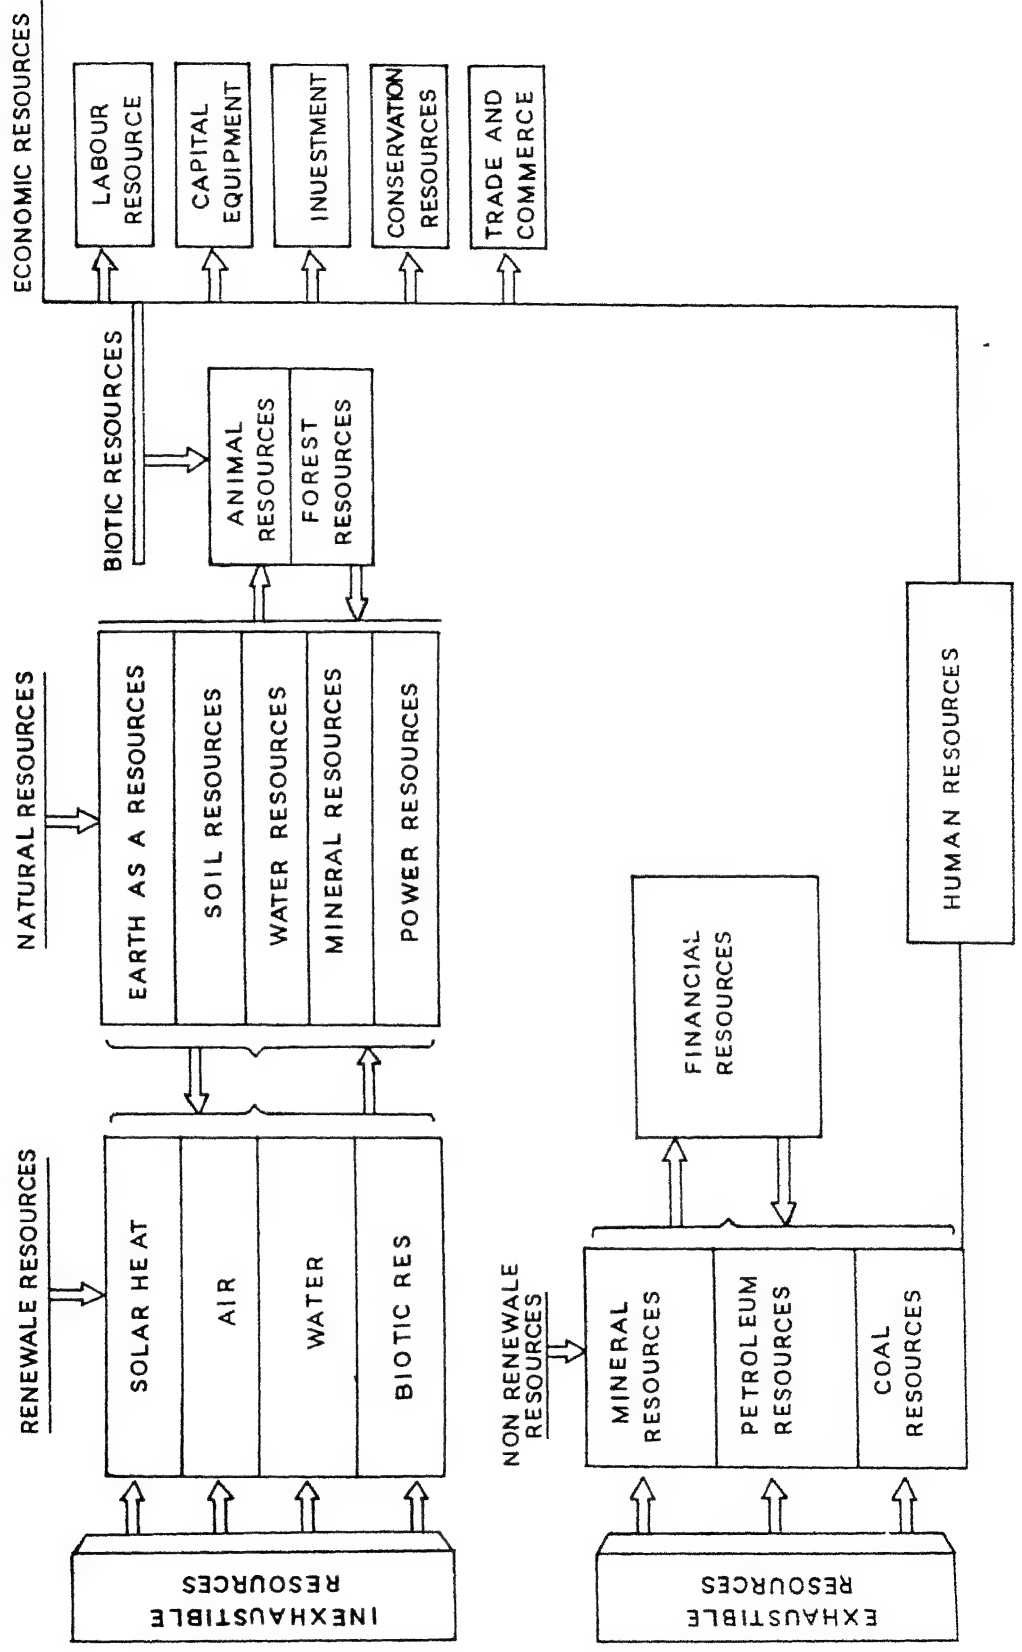 ECONOMIC RESOURCES
LABOUR
RESOURCE
CAPITAL
EQUIPMENT
INUESTMENT
CONSERVATION
RESOURCES
TRADE AND
COMMERCE
BIOTIC RESOURCES
ANIMAL
RESOURCES
FOREST
RESOURCES
NATURAL RESOURCES
EARTH AS A RESOURCES
SOIL RESOURCES
WATER RESOURCES
MINERAL RESOURCES
POWER RESOURCES
RENEWALE RESOURCES
SOLAR HEAT
AIR
WATER
BIOTIC RES
INEXHAUSTIBLE
RESOURCES
NON RENEWALE
RESOURCES
MINERAL
RESOURCES
PETROLEUM
RESOURCES
COAL
RESOURCES
EXHAUSTIBLE
RESOURCES
FINANCIAL
RESOURCES
HUMAN RESOURCES